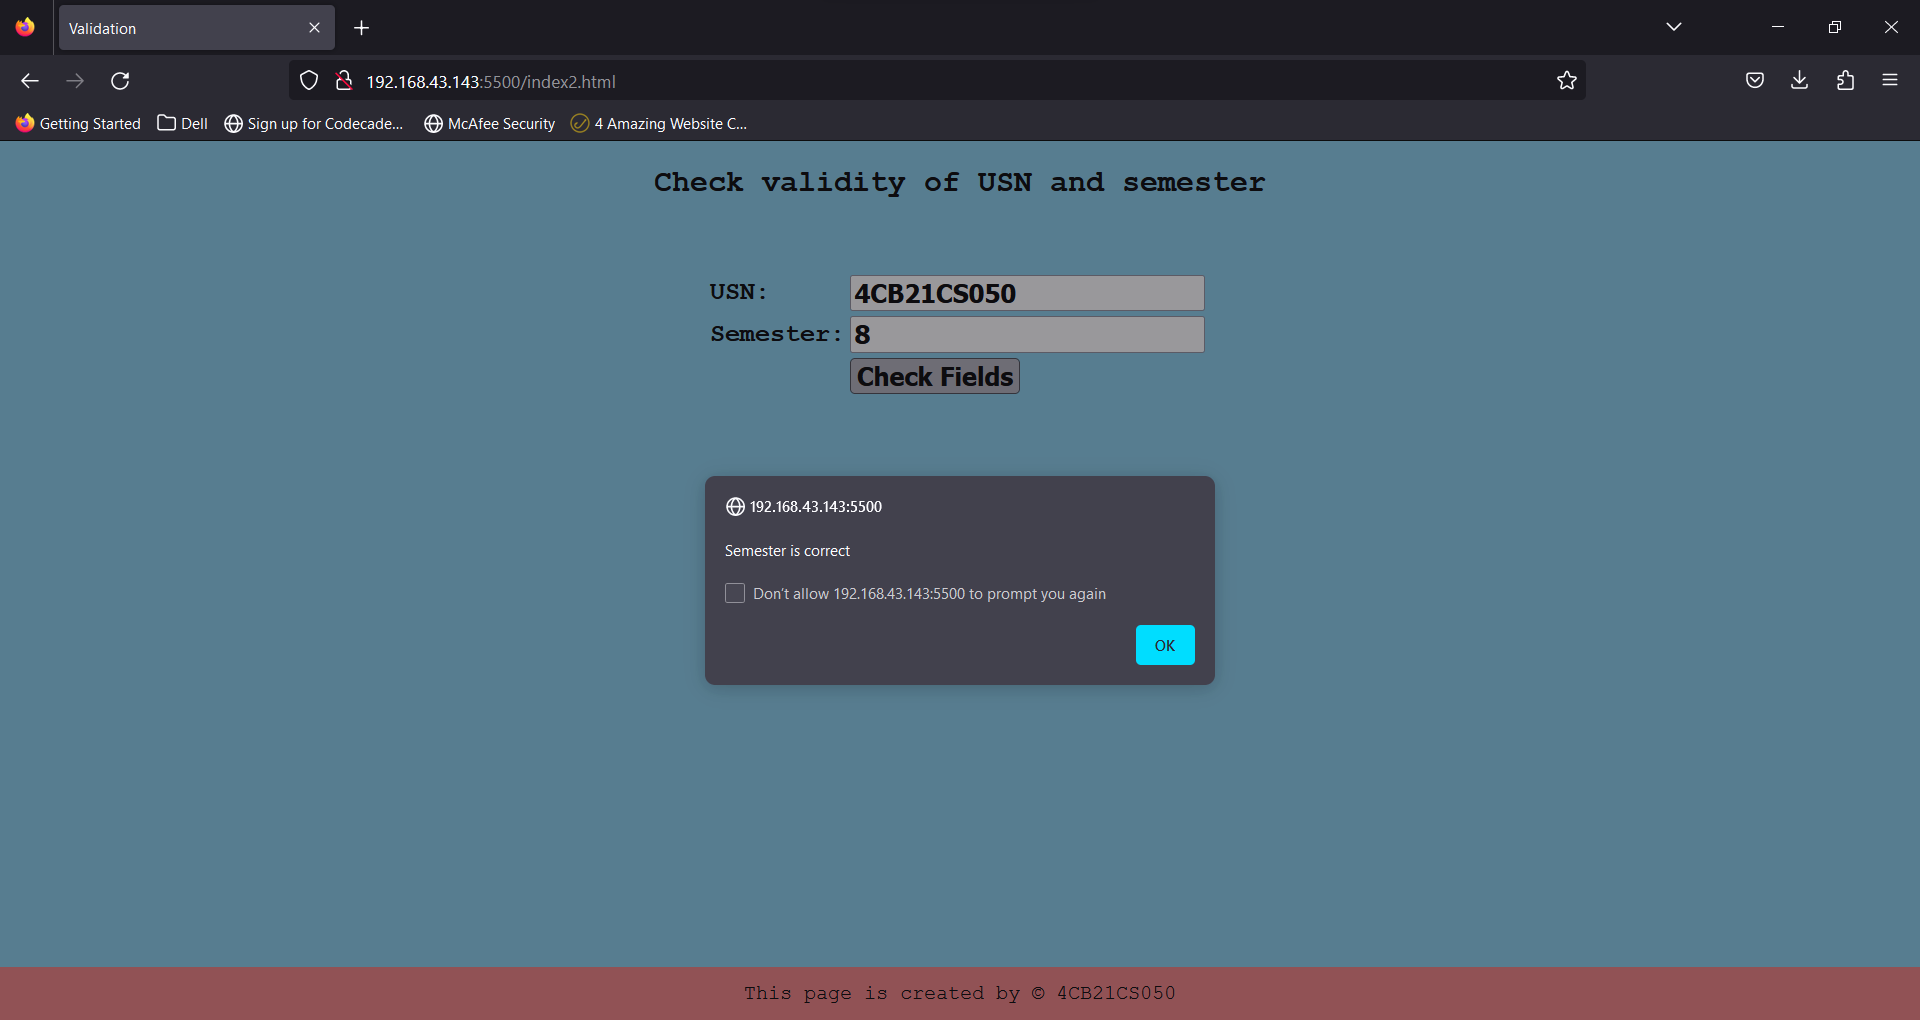 Validation
192.168.43.143:5500/index2.html
Getting Started Dell Sign up for Codecade... McAfee Security 4 Amazing Website C...
Check validity of USN and semester
USN: 4CB21CS050
Semester: 8
Check Fields
192.168.43.143:5500
Semester is correct
Don't allow 192.168.43.143:5500 to prompt you again
OK
This page is created by © 4CB21CS050